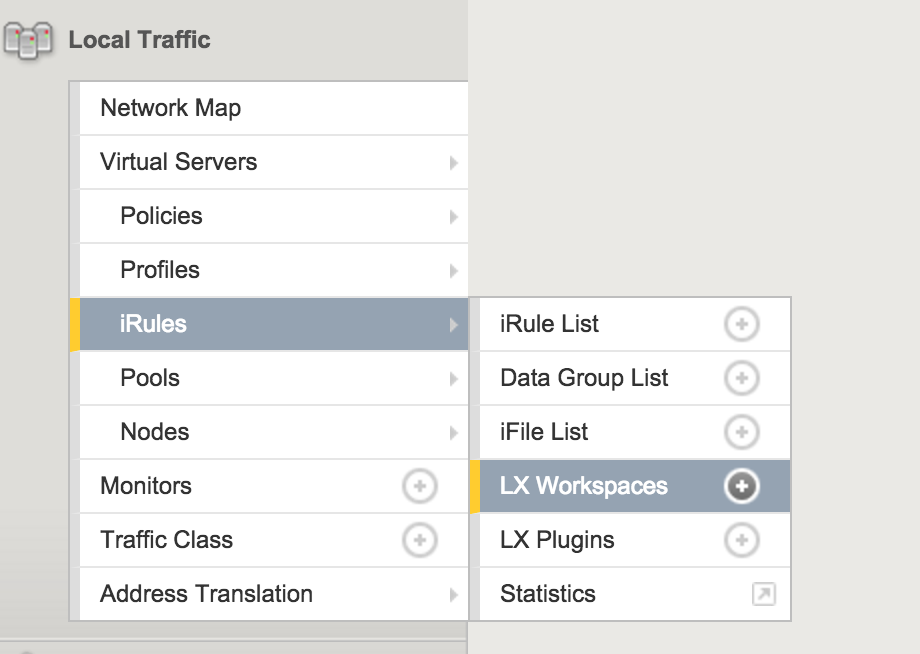 Local Traffic
Network Map
Virtual Servers
Policies
Profiles
iRules
Pools
Nodes
Monitors
Traffic Class
Address Translation
iRule List
Data Group List
iFile List
LX Workspaces
LX Plugins
Statistics